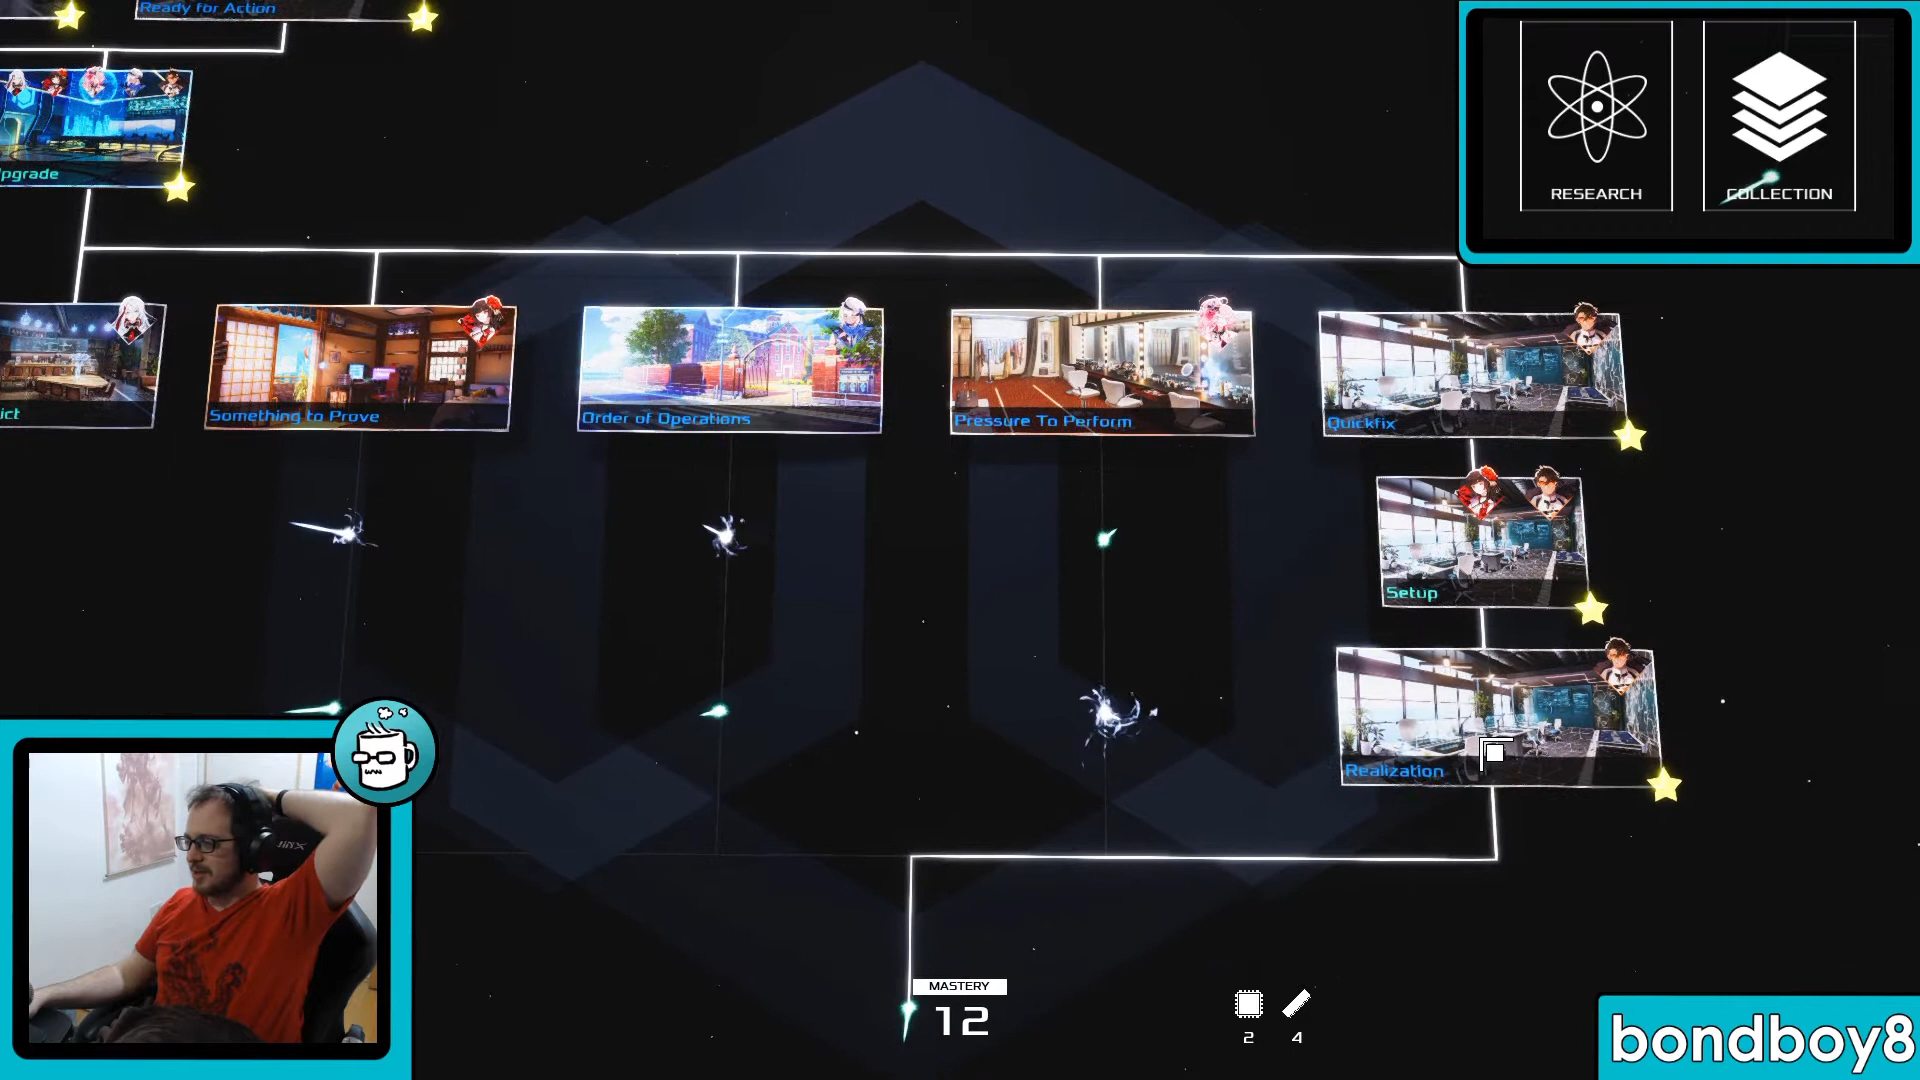 Ready for Action
pgrade
RESEARCH
COLLECTION
ict
Something to Prove
Order of Operations
Pressure To Perform
Quickfix
Setup
Realization
JINX
MASTERY
12
2
4
bondboy8